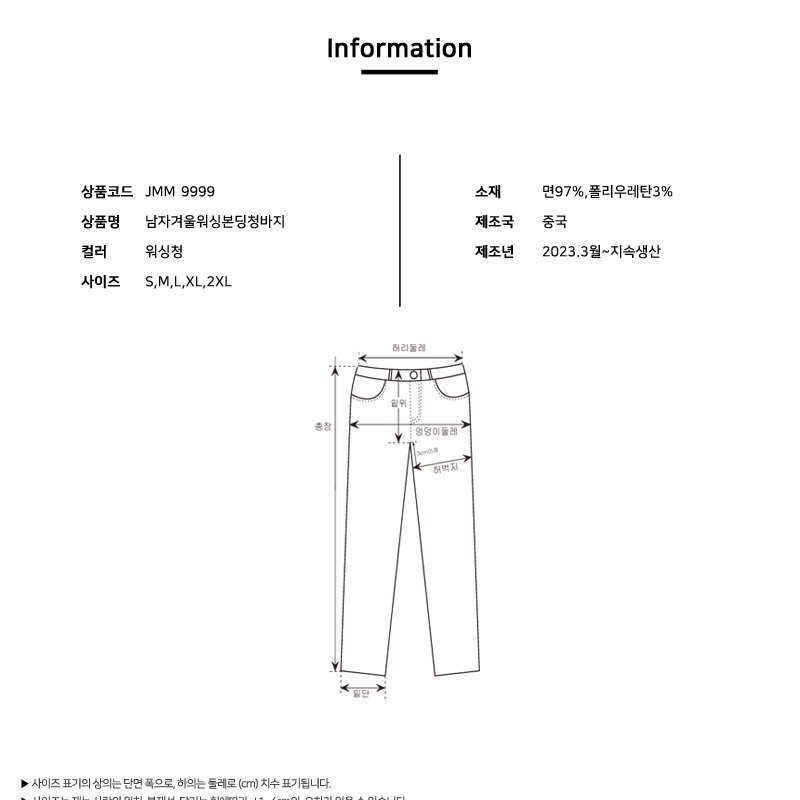 Information
상품코드 JMM 9999
상품명 남자겨울워싱본딩청바지
컬러 워싱청
사이즈 S,M,L,XL,2XL
소재 면97%,폴리우레탄3%
제조국 중국
제조년 2023.3월~지속생산
허리둘레
밑위
총장
엉덩이둘레
5cm아래
허벅지
밑단
▶ 사이즈 표기의 상의는 단면 폭으로, 하의는 둘레로 (cm) 치수 표기됩니다.